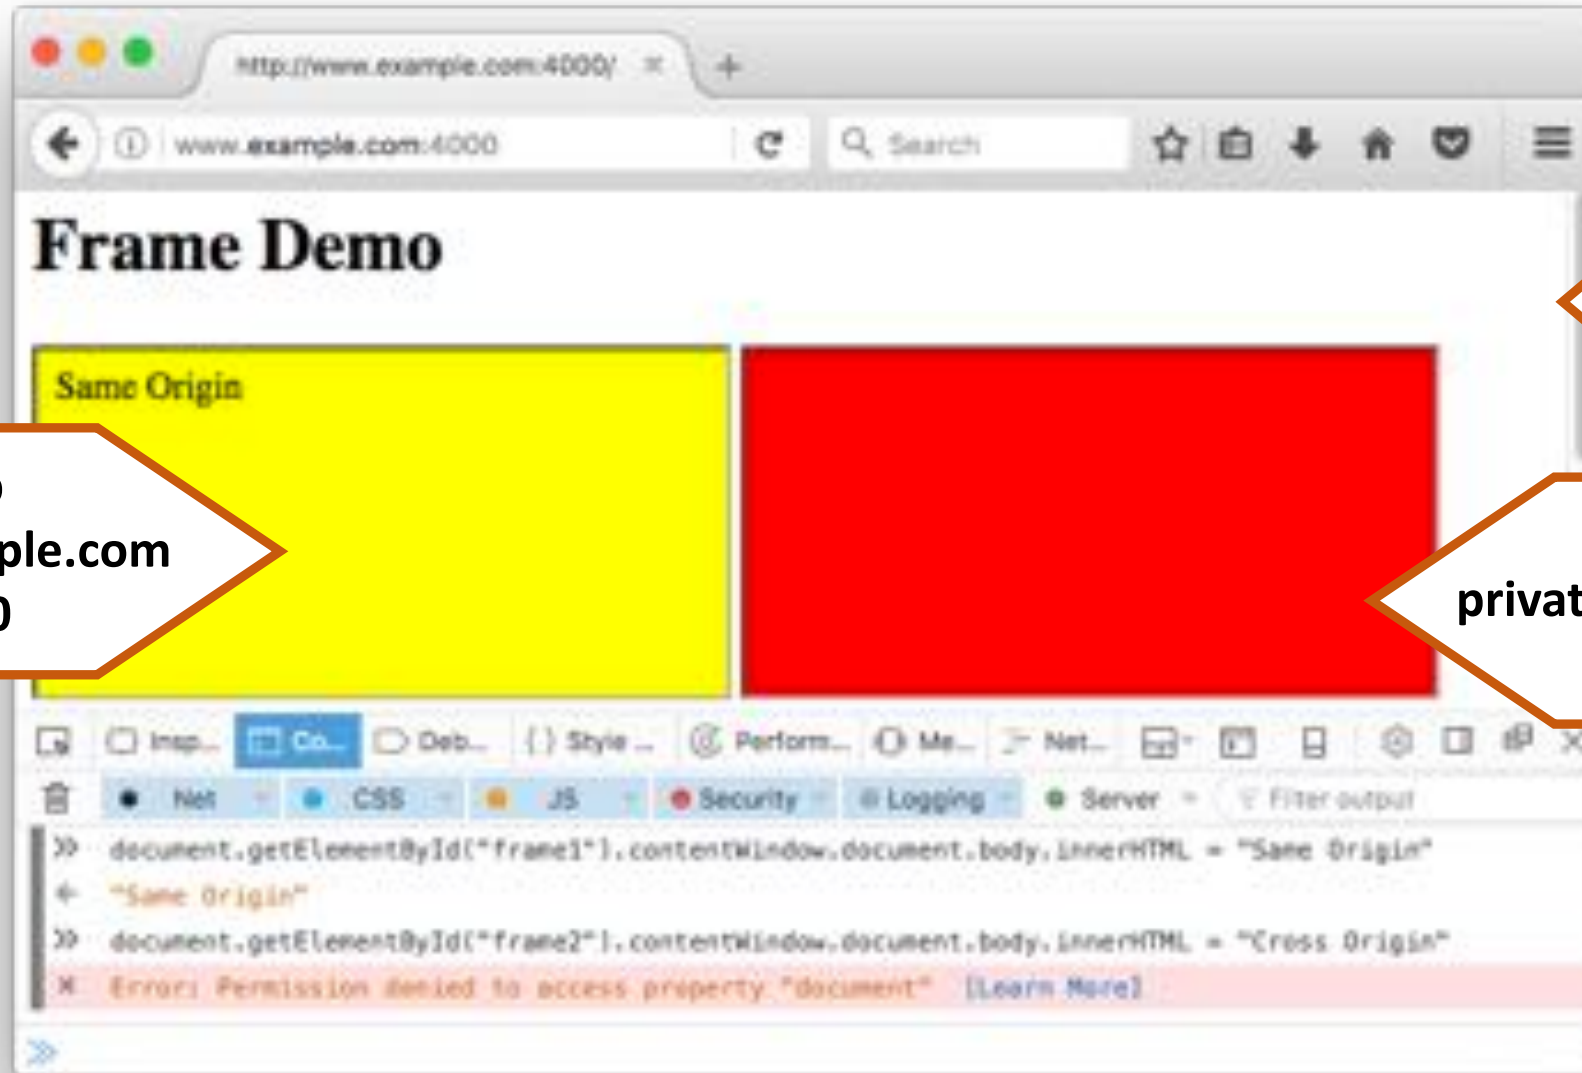 http://www.example.com:4000/
www.example.com:4000
Search
Frame Demo
Same Origin
ple.com
0
privat
Insp... Co... Deb... { } Style ... Perform... Me... Net...
Net CSS JS Security Logging Server Filter output
document.getElementById("frame1").contentWindow.document.body.innerHTML = "Same Origin"
"Same Origin"
document.getElementById("frame2").contentWindow.document.body.innerHTML = "Cross Origin"
Error: Permission denied to access property "document" [Learn More]